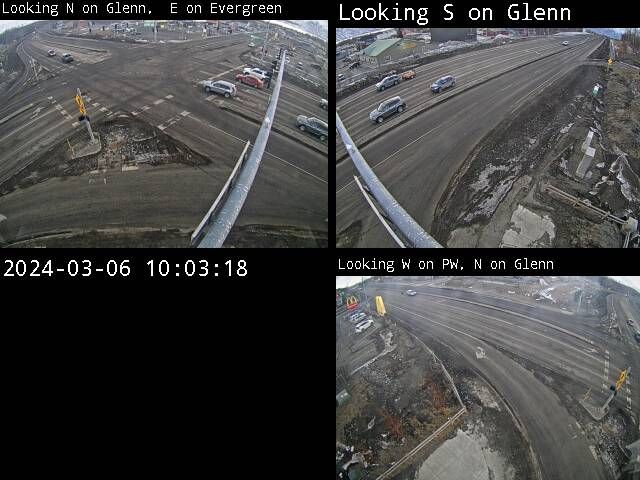 Looking N on Glenn,  E on Evergreen
Looking S on Glenn
2024-03-06 10:03:18
Looking W on PW, N on Glenn